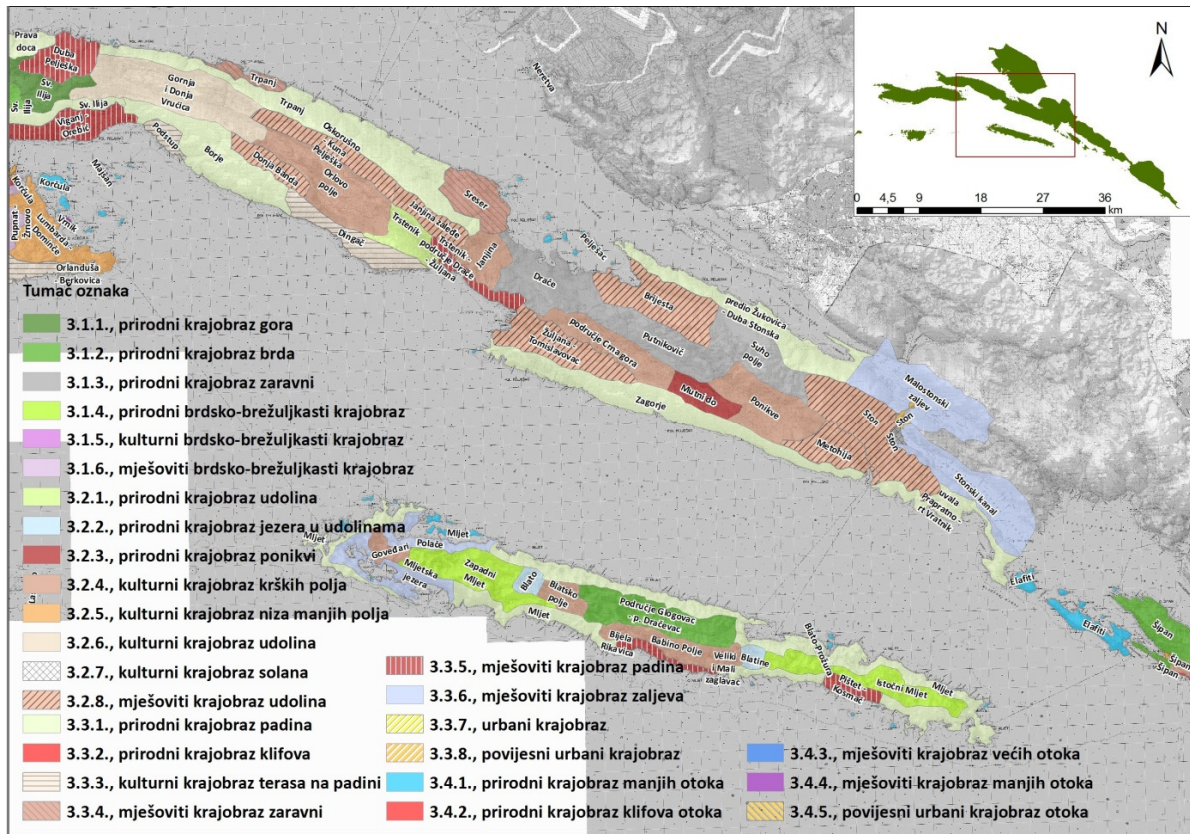 Prava
doca
Duba
Pelješka
Sv.
Ilija
Sv.
Ilija
Sv. Ilija
Viganj -
Orebić
Gornja
i Donja
Vrućica
Trpanj
Trpanj
Oskorušno
Kuna
Pelješka
Podstup
Borje
Donja Banda
Orlovo
polje
Janjina zaleđe
Sreser
Dingač
Trstenik
Trstenik -
područje Drače
- Žuljana
Janjina
Majsan
Korčula
Korčula
Vrnik
Lumbarda -
Dominče
Pupnat -
Žrnovo
Orlanduša
Berkovica
Neretva
Pelješac
Drače
Brijesta
predio Žukovica
- Duba Stonska
Putniković
Suho
polje
područje Crna gora
Žuljana -
Tomislavovac
Mutni do
Ponikve
Zagorje
Metohija
Ston
Ston
Ston
Malostonski
zaljev
Stonski kanal
uvala
Prapratno -
rt Vratnik
Mljet
Goveđari
Polače
Mljet
Mljetska
jezera
Zapadni
Mljet
Mljet
Blato
Blatsko
polje
Područje Glogovac
- p. Dračevac
Bijela
Rikavica
Babino Polje
Veliki
i Mali
zaglavac
Blatine
Blato-Prožura
Pištet
Kosmač
Istočni Mljet
Mljet
Elafiti
Elafiti
Šipan
Šipan
Šipan
N
0 4,5 9 18 27 36
km
Tumač oznaka
3.1.1., prirodni krajobraz gora
3.1.2., prirodni krajobraz brda
3.1.3., prirodni krajobraz zaravni
3.1.4., prirodni brdsko-brežuljkasti krajobraz
3.1.5., kulturni brdsko-brežuljkasti krajobraz
3.1.6., mješoviti brdsko-brežuljkasti krajobraz
3.2.1., prirodni krajobraz udolina
3.2.2., prirodni krajobraz jezera u udolinama
3.2.3., prirodni krajobraz ponikvi
3.2.4., kulturni krajobraz krških polja
3.2.5., kulturni krajobraz niza manjih polja
3.2.6., kulturni krajobraz udolina
3.2.7., kulturni krajobraz solana
3.2.8., mješoviti krajobraz udolina
3.3.1., prirodni krajobraz padina
3.3.2., prirodni krajobraz klifova
3.3.3., kulturni krajobraz terasa na padini
3.3.4., mješoviti krajobraz zaravni
3.3.5., mješoviti krajobraz padina
3.3.6., mješoviti krajobraz zaljeva
3.3.7., urbani krajobraz
3.3.8., povijesni urbani krajobraz
3.4.1., prirodni krajobraz manjih otoka
3.4.2., prirodni krajobraz klifova otoka
3.4.3., mješoviti krajobraz većih otoka
3.4.4., mješoviti krajobraz manjih otoka
3.4.5., povijesni urbani krajobraz otoka